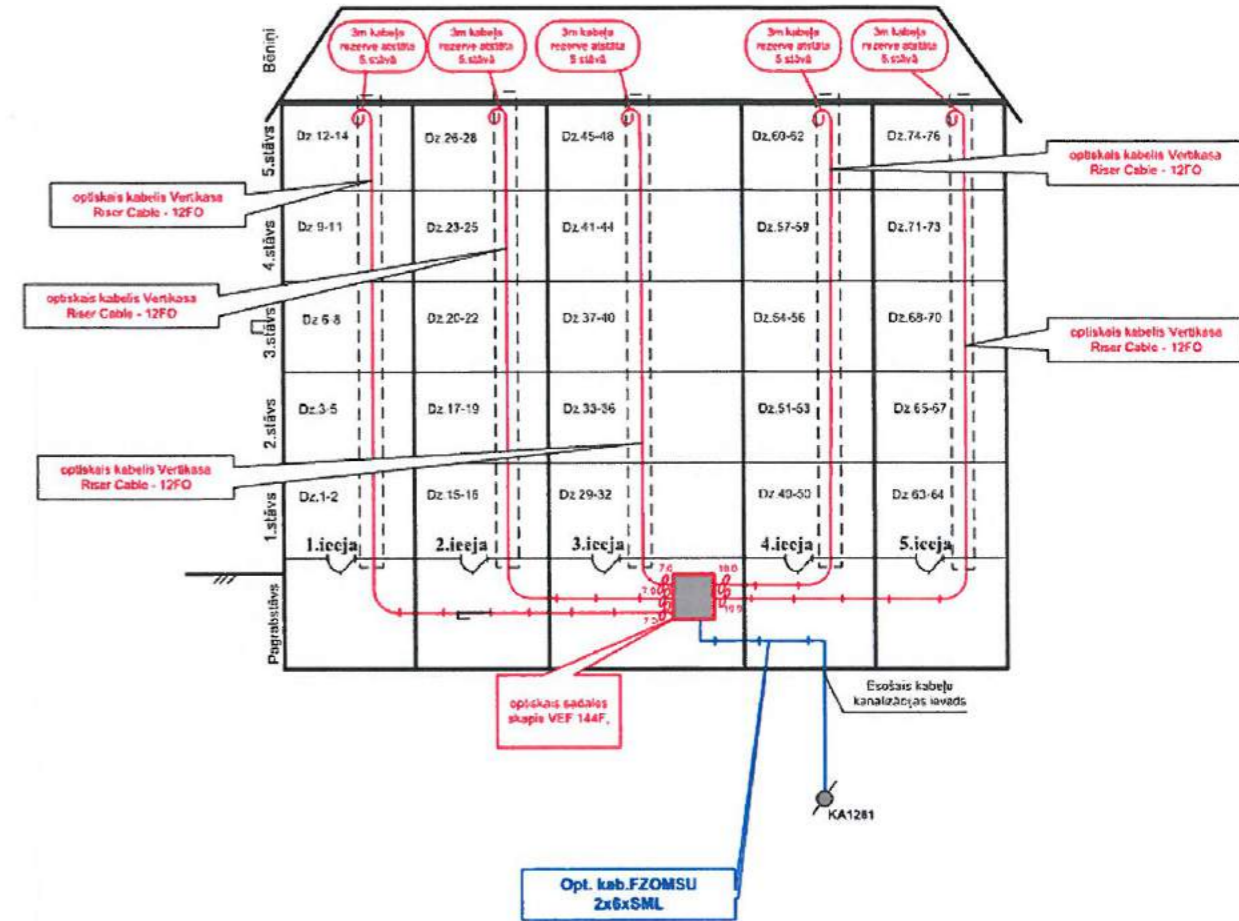 3m kabeļa
rezerve atstāta
5.stāvā
3m kabeļa
rezerve atstāta
5.stāvā
3m kabeļa
rezerve atstāta
5 stāvā
3m kabeļa
rezerve atstāta
5 stāvā
3m kabeļa
rezerve atstāta
5.stāvā
Bēniņi
5.stāvs
Dz 12-14
Dz 26-28
Dz.45-48
Dz.60-62
Dz.74-76
optiskais kabelis Vertikasa
Riser Cable - 12FO
optiskais kabelis Vertikasa
Riser Cable - 12FO
4.stāvs
Dz 9-11
Dz.23-25
Dz.41-44
Dz.57-59
Dz.71-73
optiskais kabelis Vertikasa
Riser Cable - 12FO
3.stāvs
Dz 6-8
Dz.20-22
Dz.37-40
Dz.54-56
Dz.68-70
optiskais kabelis Vertikasa
Riser Cable - 12FO
2.stāvs
Dz.3-5
Dz.17-19
Dz.33-36
Dz.51-53
Dz 65-67
optiskais kabelis Vertikasa
Riser Cable - 12FO
1.stāvs
Dz.1-2
Dz.15-16
Dz 29-32
Dz.49-50
Dz 63-64
1.ieeja
2.ieeja
3.ieeja
4.ieeja
5.ieeja
Pagrabstāvs
7.0
7.0
7.0
18.0
optiskais sadales
skapis VEF 144F,
Esošais kabeļu
kanalizācijas ievads
KA1281
Opt. kab.FZOMSU
2x6xSML